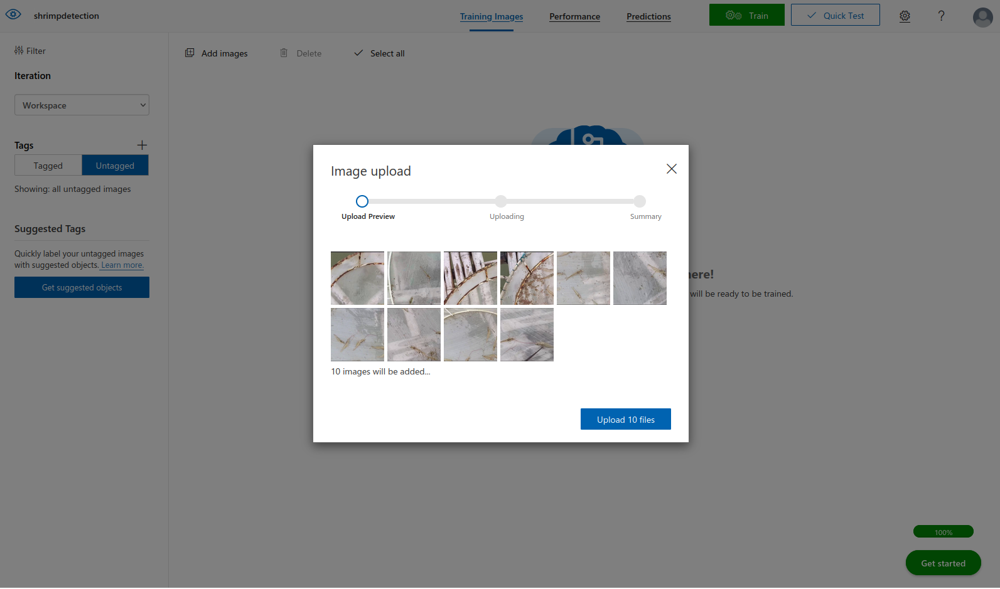 shrimpdetection
Training Images
Performance
Predictions
Train
Quick Test
?
Filter
Iteration
Workspace
Tags
Tagged
Untagged
Showing: all untagged images
Suggested Tags
Quickly label your untagged images
with suggested objects. Learn more.
Get suggested objects
Add images
Delete
Select all
Image upload
Upload Preview
Uploading
Summary
10 images will be added...
Upload 10 files
here!
will be ready to be trained.
100%
Get started